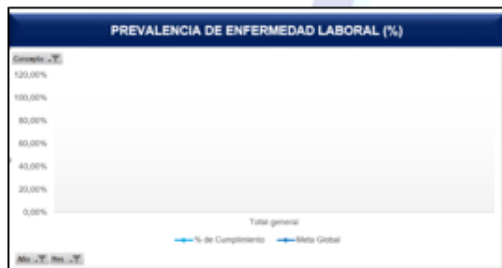 PREVALENCIA DE ENFERMEDAD LABORAL (%)
Concepto
120,00%
100,00%
80,00%
60,00%
40,00%
20,00%
0,00%
Total general
% de Cumplimiento
Meta Global
Año Mes